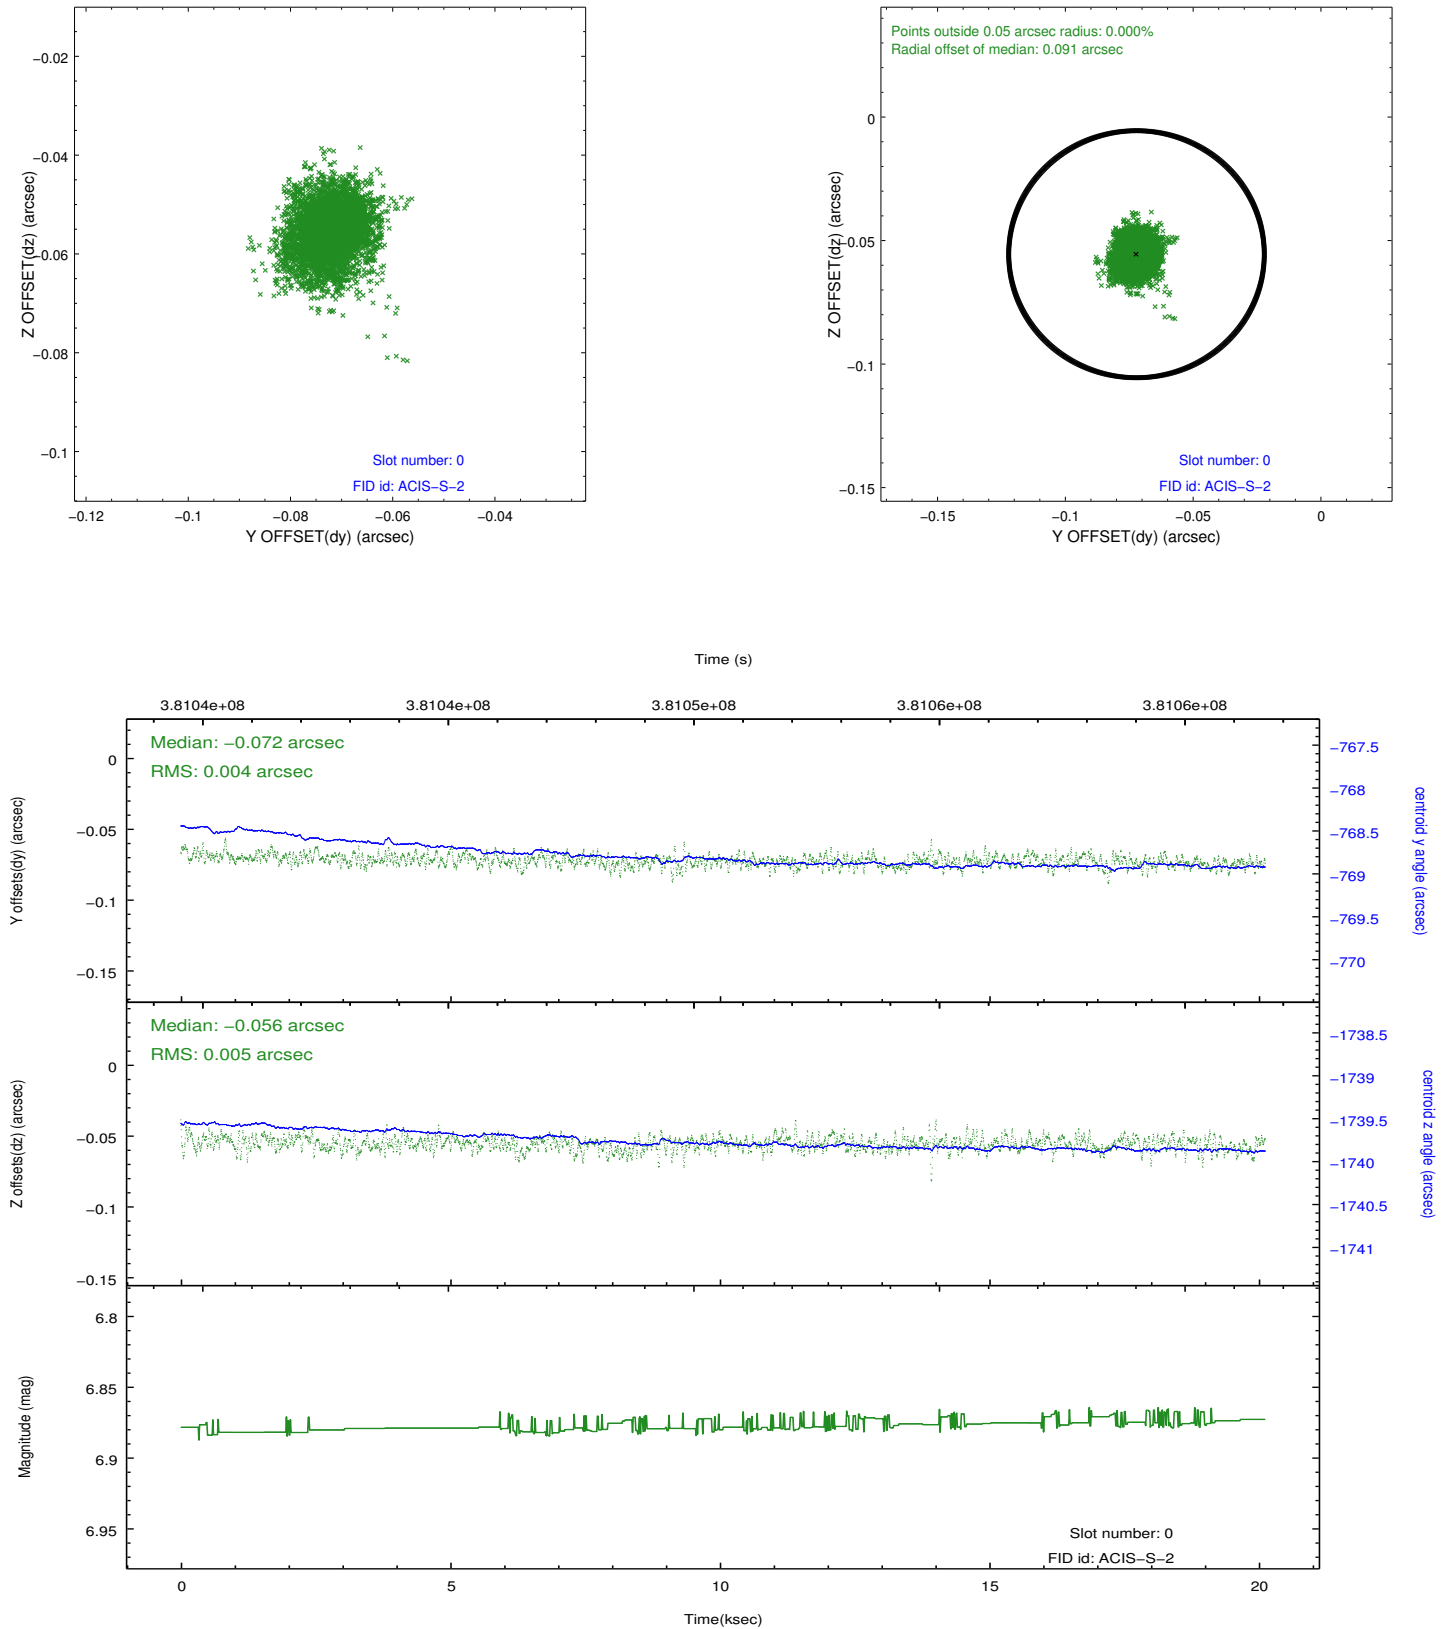 −0.02
−0.04
−0.06
−0.08
−0.1
Z OFFSET(dz) (arcsec)
Slot number: 0
FID id: ACIS−S−2
−0.12
−0.1
−0.08
−0.06
−0.04
Y OFFSET(dy) (arcsec)
Points outside 0.05 arcsec radius: 0.000%
Radial offset of median: 0.091 arcsec
0
−0.05
−0.1
−0.15
Z OFFSET(dz) (arcsec)
Slot number: 0
FID id: ACIS−S−2
−0.15
−0.1
−0.05
0
Y OFFSET(dy) (arcsec)
Time (s)
3.8104e+08
3.8104e+08
3.8105e+08
3.8106e+08
3.8106e+08
Median: −0.072 arcsec
RMS: 0.004 arcsec
0
−0.05
−0.1
−0.15
Y offsets(dy) (arcsec)
−767.5
−768
−768.5
−769
−769.5
−770
centroid y angle (arcsec)
Median: −0.056 arcsec
RMS: 0.005 arcsec
0
−0.05
−0.1
−0.15
Z offsets(dz) (arcsec)
−1738.5
−1739
−1739.5
−1740
−1740.5
−1741
centroid z angle (arcsec)
6.8
6.85
6.9
6.95
Magnitude (mag)
Slot number: 0
FID id: ACIS−S−2
0
5
10
15
20
Time(ksec)